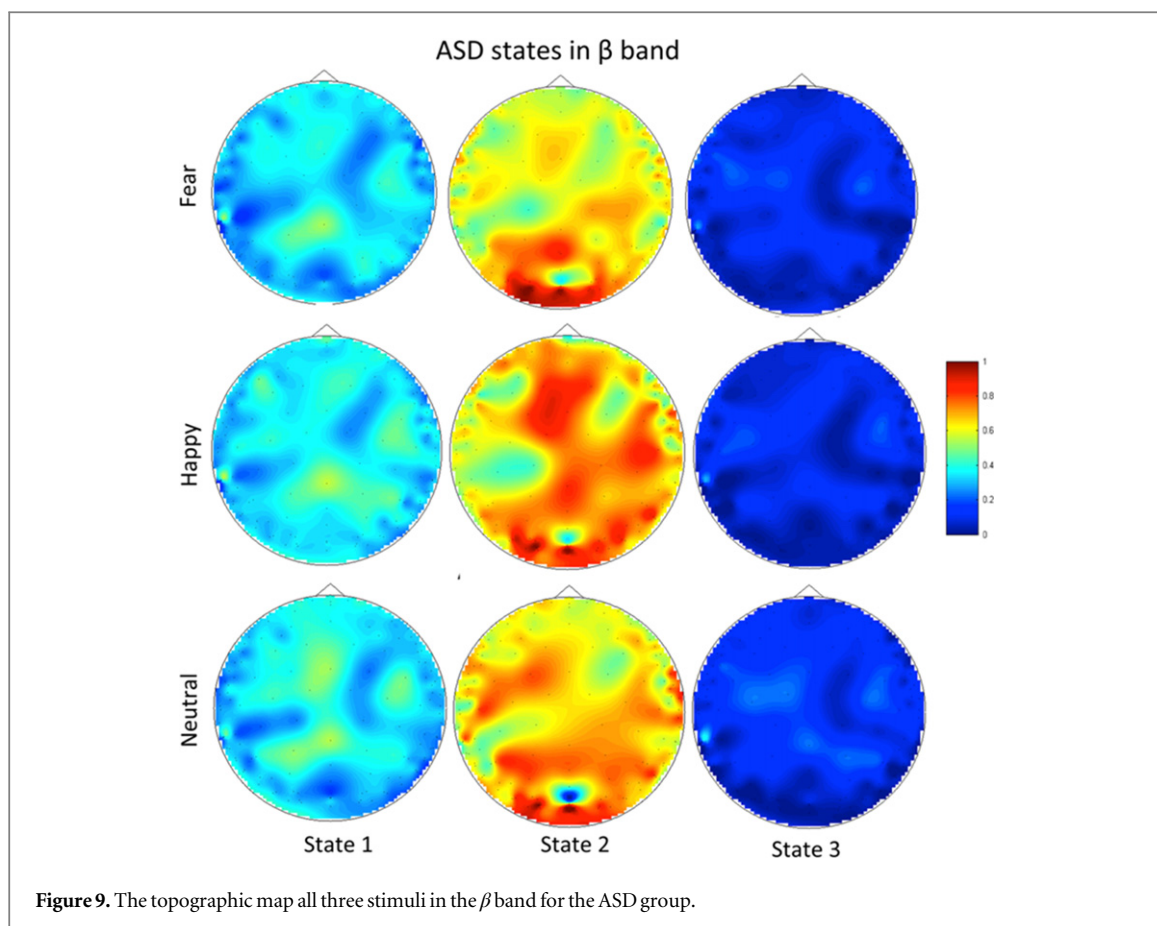 ASD states in β band
Fear
Happy
Neutral
1
0.8
0.6
0.4
0.2
0
State 1
State 2
State 3
Figure 9. The topographic map all three stimuli in the β band for the ASD group.